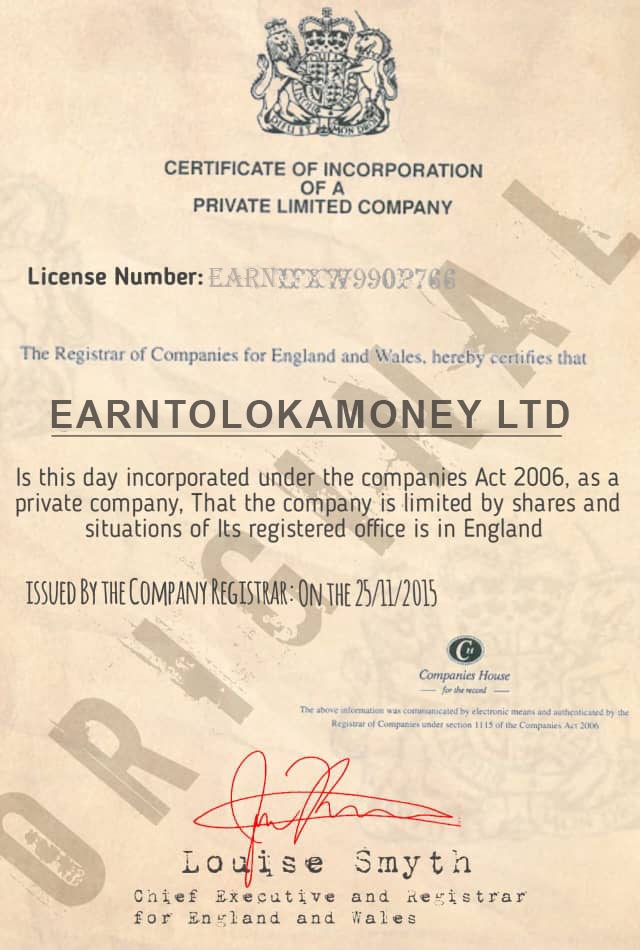 DIEU ET MON DROIT
CERTIFICATE OF INCORPORATION
OF A
PRIVATE LIMITED COMPANY
License Number: EARNIFXW990P766
The Registrar of Companies for England and Wales, hereby certifies that
EARNTOLOKAMONEY LTD
Is this day incorporated under the companies Act 2006, as a
private company, That the company is limited by shares and
situations of Its registered office is in England
ISSUED BY THE COMPANY REGISTRAR: ON THE 25/11/2015
ORIGINAL
CH
Companies House
for the record
The above information was communicated by electronic means and authenticated by the
Registrar of Companies under section 1115 of the Companies Act 2006
Louise Smyth
Chief Executive and Registrar
for England and Wales